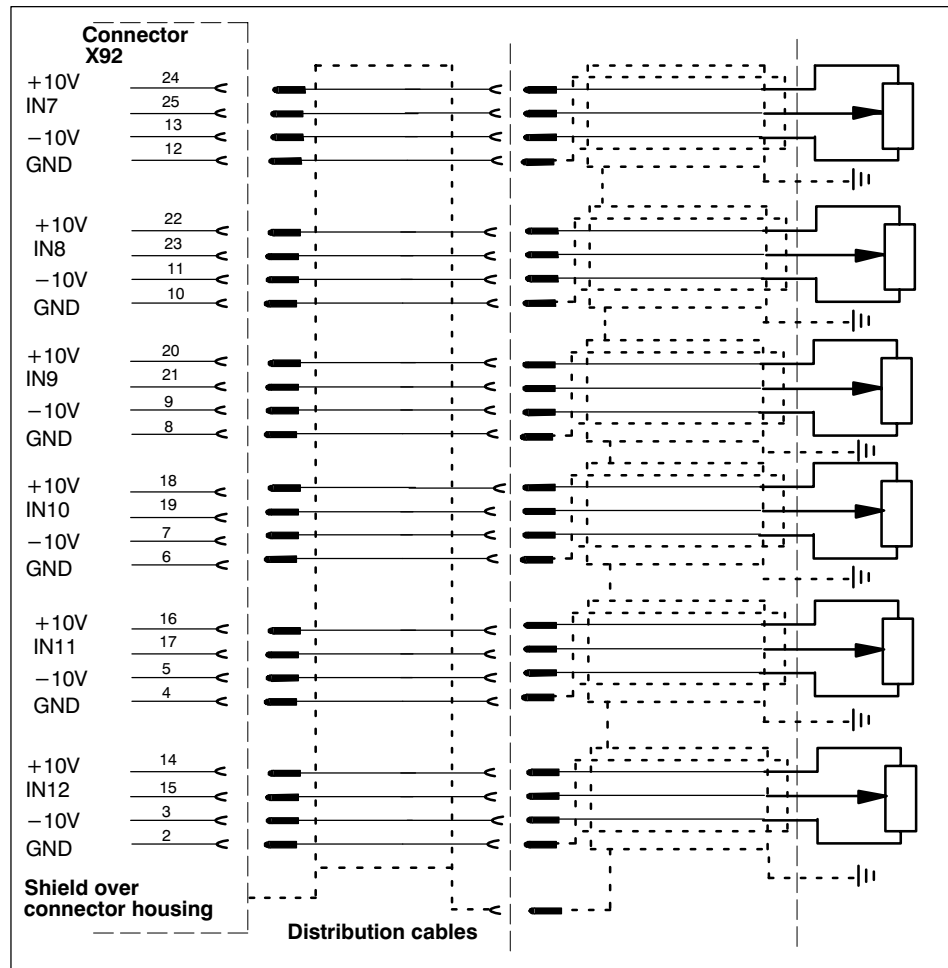 Connector
X92
+10V 24
IN7 25
−10V 13
GND 12
+10V 22
IN8 23
−10V 11
GND 10
+10V 20
IN9 21
−10V 9
GND 8
+10V 18
IN10 19
−10V 7
GND 6
+10V 16
IN11 17
−10V 5
GND 4
+10V 14
IN12 15
−10V 3
GND 2
Shield over
connector housing
Distribution cables